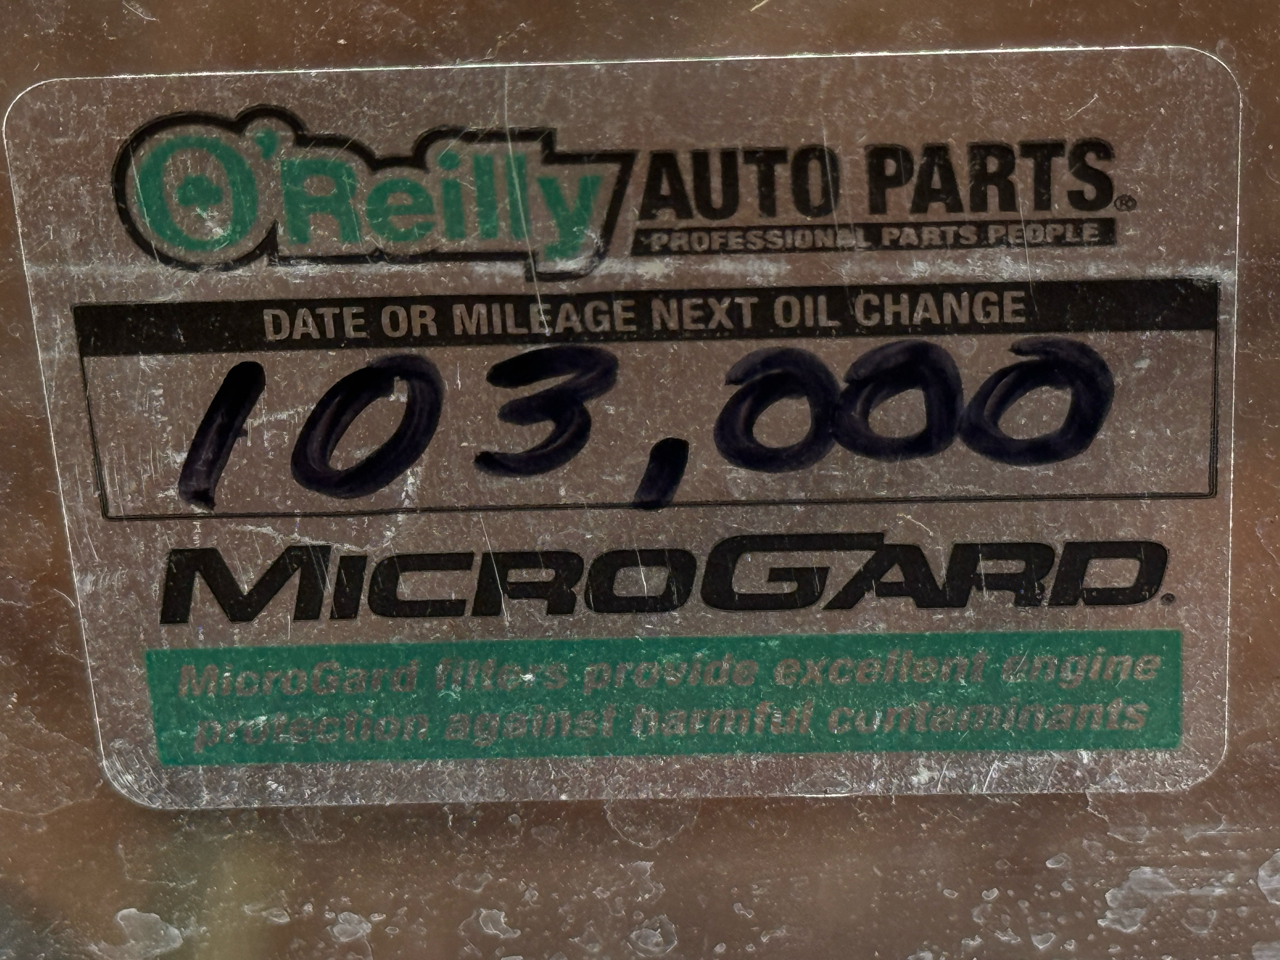 O'Reilly AUTO PARTS®
PROFESSIONAL PARTS PEOPLE
DATE OR MILEAGE NEXT OIL CHANGE
103,000
MICROGARD®
MicroGard filters provide excellent engine
protection against harmful contaminants